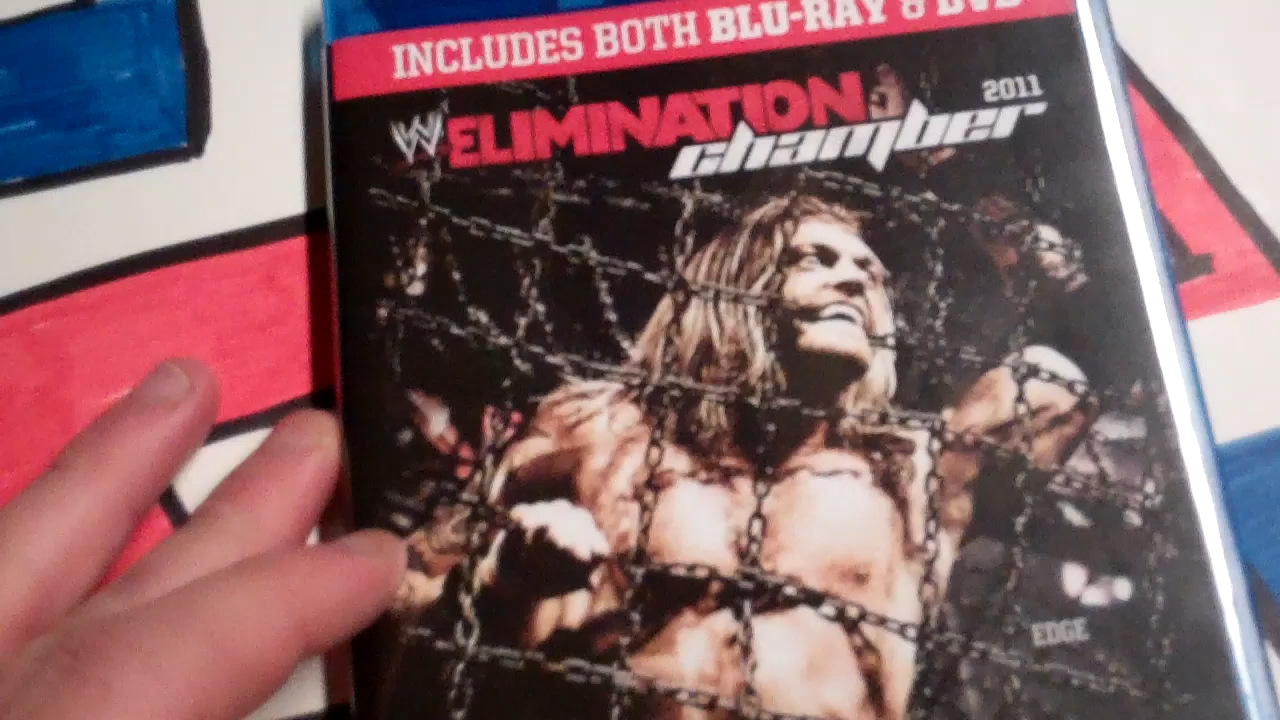 INCLUDES BOTH BLU-RAY & DVD
2011
W ELIMINATION
chamber
EDGE